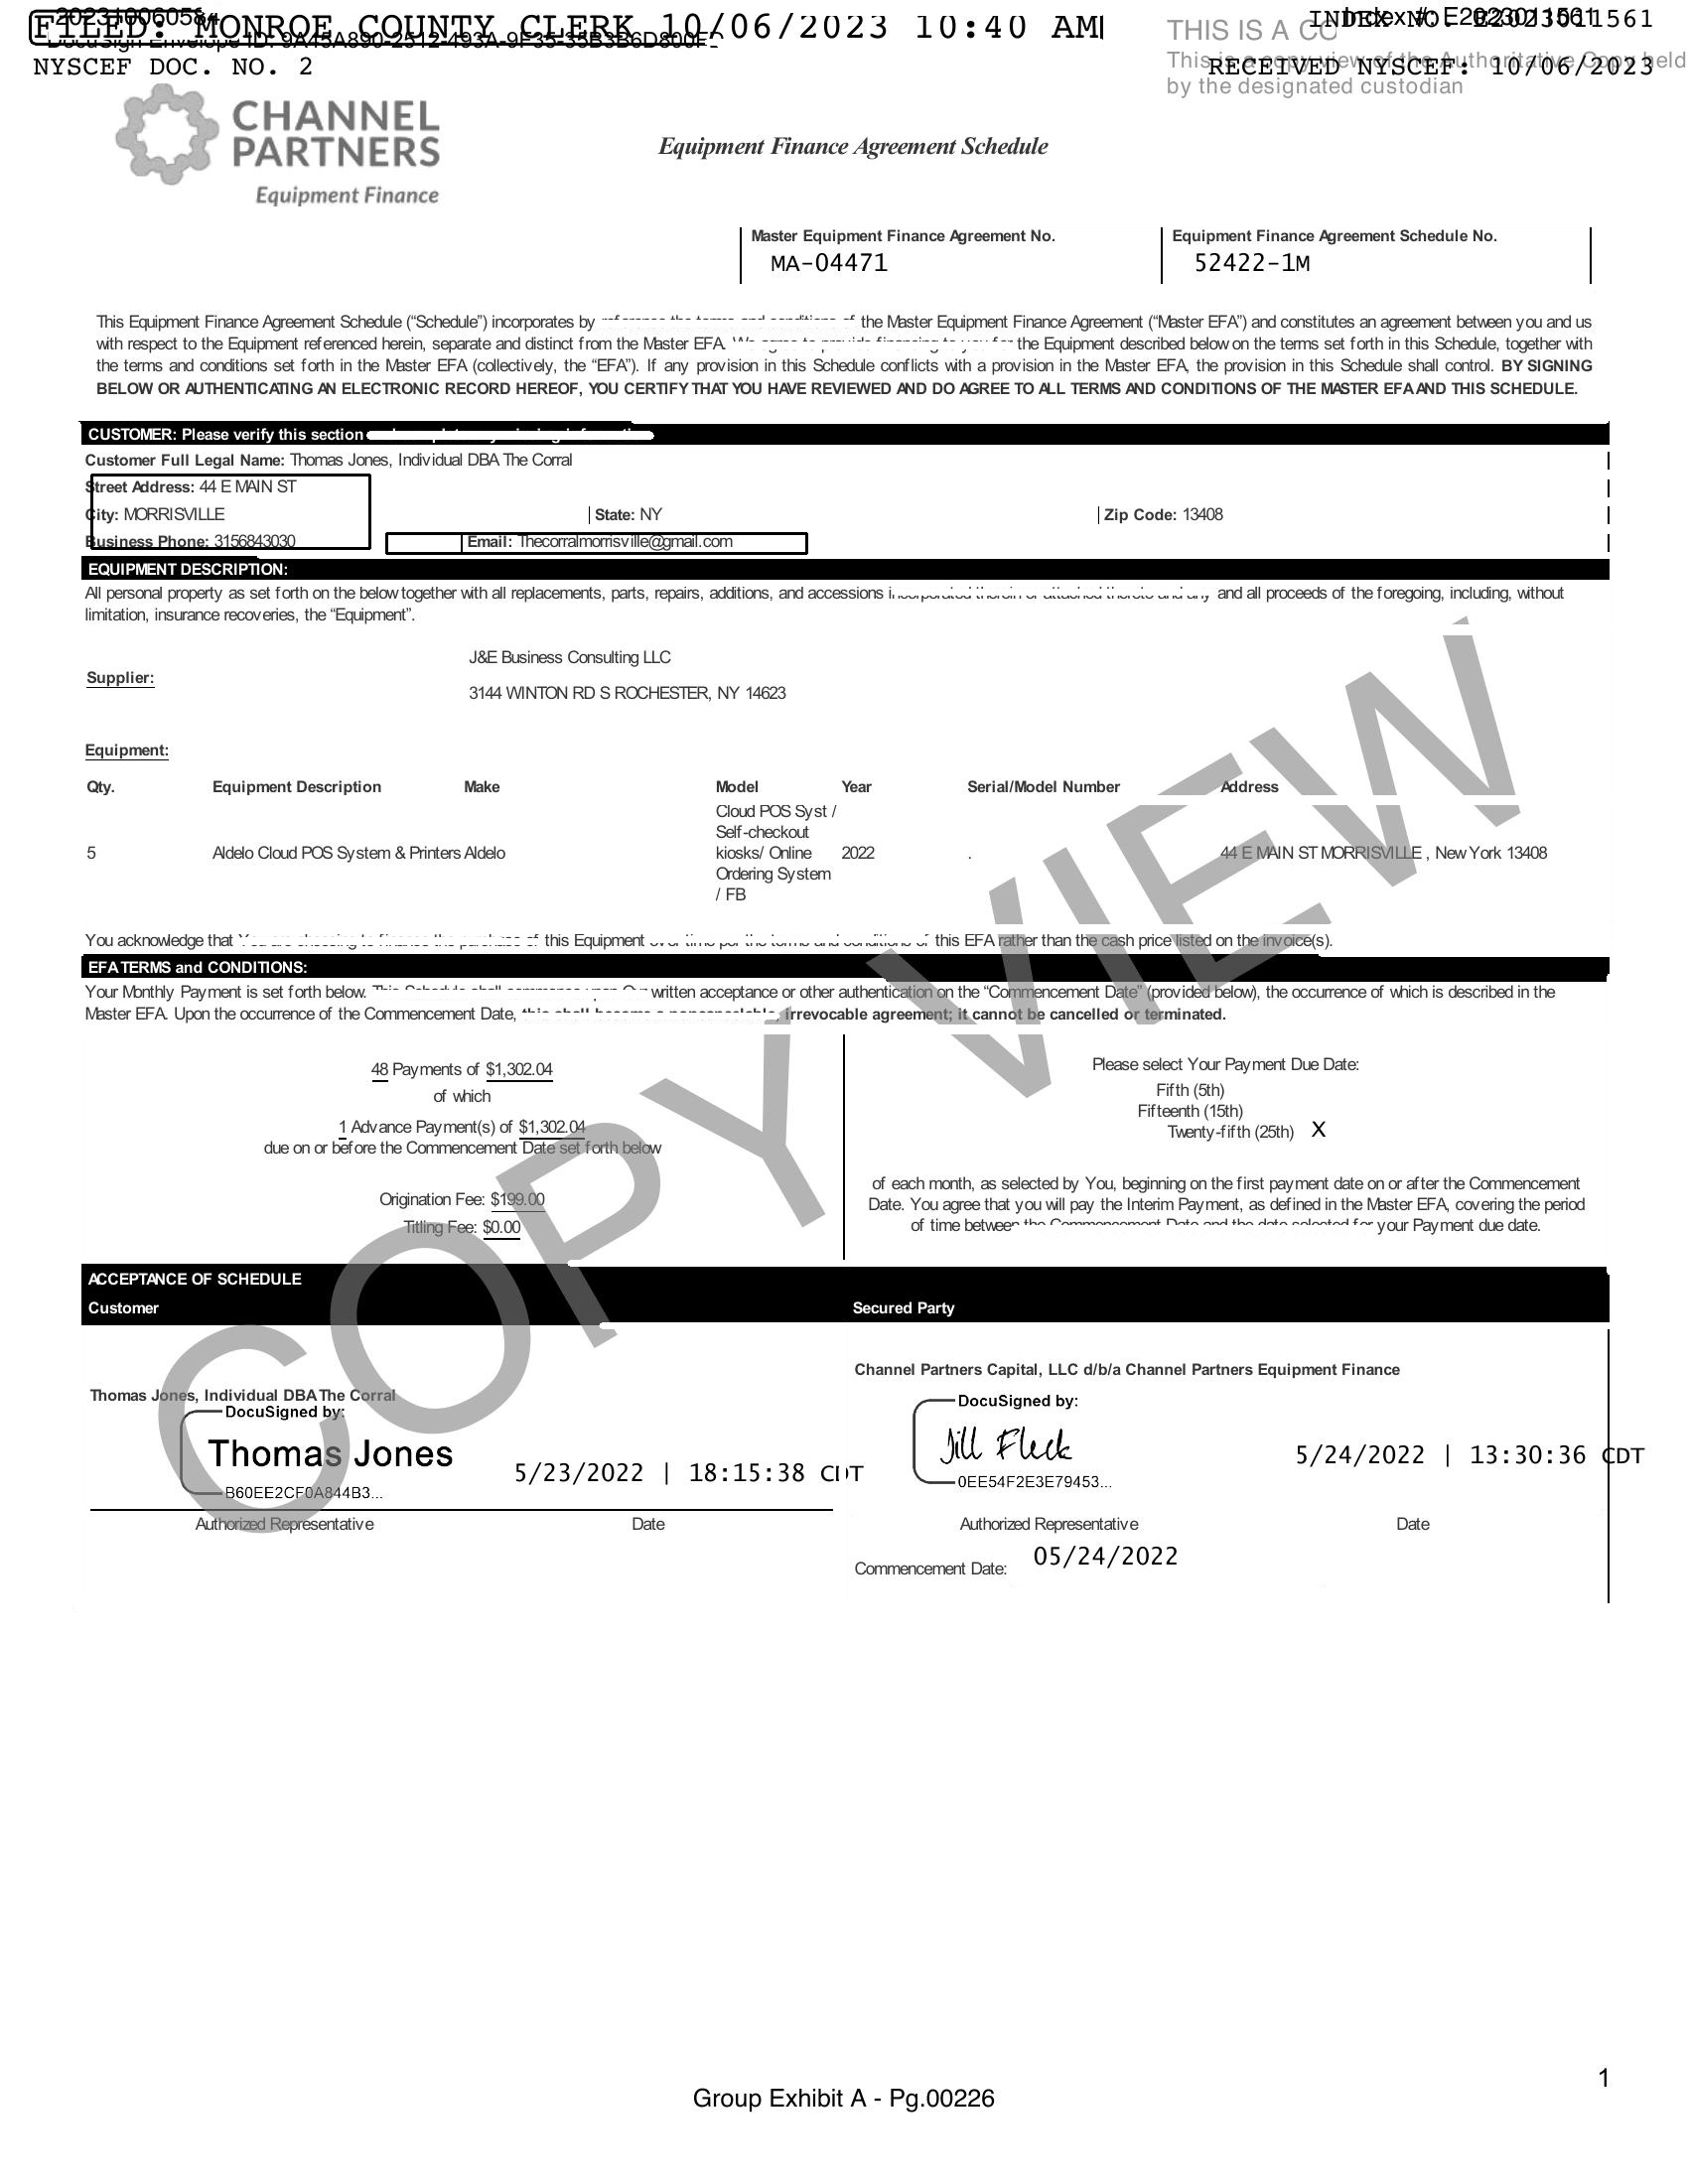 202310060584
FILED: MONROE COUNTY CLERK 10/06/2023 10:40 AM
DocuSign Envelope ID: 9A45A890-2512-493A-9F35-35B3B6D800F
NYSCEF DOC. NO. 2
THIS IS A CO
INDEX NO. E2023011561
Index #: E2023011561
This is a copy view of the Authoritative Copy held
RECEIVED NYSCEF: 10/06/2023
by the designated custodian
CHANNEL
PARTNERS
Equipment Finance
Equipment Finance Agreement Schedule
Master Equipment Finance Agreement No.
MA-04471
Equipment Finance Agreement Schedule No.
52422-1M
This Equipment Finance Agreement Schedule (“Schedule”) incorporates by the Master Equipment Finance Agreement (“Master EFA”) and constitutes an agreement between you and us
with respect to the Equipment referenced herein, separate and distinct from the Master EFA. the Equipment described below on the terms set forth in this Schedule, together with
the terms and conditions set forth in the Master EFA (collectively, the “EFA”). If any provision in this Schedule conflicts with a provision in the Master EFA, the provision in this Schedule shall control. BY SIGNING
BELOW OR AUTHENTICATING AN ELECTRONIC RECORD HEREOF, YOU CERTIFY THAT YOU HAVE REVIEWED AND DO AGREE TO ALL TERMS AND CONDITIONS OF THE MASTER EFA AND THIS SCHEDULE.
CUSTOMER: Please verify this section
Customer Full Legal Name: Thomas Jones, Individual DBA The Corral
Street Address: 44 E MAIN ST
City: MORRISVILLE State: NY Zip Code: 13408
Business Phone: 3156843030 Email: Thecorralmorrisville@gmail.com
EQUIPMENT DESCRIPTION:
All personal property as set forth on the below together with all replacements, parts, repairs, additions, and accessions and all proceeds of the foregoing, including, without
limitation, insurance recoveries, the “Equipment”.
Supplier:
J&E Business Consulting LLC
3144 WINTON RD S ROCHESTER, NY 14623
Equipment:
Qty. Equipment Description Make Model Year Serial/Model Number Address
5 Aldelo Cloud POS System & Printers Aldelo
Cloud POS Syst /
Self-checkout
kiosks/ Online
Ordering System
/ FB
2022 . 44 E MAIN ST MORRISVILLE , New York 13408
You acknowledge that this Equipment this EFA rather than the cash price listed on the invoice(s).
EFA TERMS and CONDITIONS:
Your Monthly Payment is set forth below. written acceptance or other authentication on the “Commencement Date” (provided below), the occurrence of which is described in the
Master EFA. Upon the occurrence of the Commencement Date, irrevocable agreement; it cannot be cancelled or terminated.
48 Payments of $1,302.04
of which
1 Advance Payment(s) of $1,302.04
due on or before the Commencement Date set forth below
Origination Fee: $199.00
Titling Fee: $0.00
Please select Your Payment Due Date:
Fifth (5th)
Fifteenth (15th)
Twenty-fifth (25th) X
of each month, as selected by You, beginning on the first payment date on or after the Commencement
Date. You agree that you will pay the Interim Payment, as defined in the Master EFA, covering the period
of time between the Commencement Date and the date selected for your Payment due date.
ACCEPTANCE OF SCHEDULE
Customer Secured Party
Thomas Jones, Individual DBA The Corral
DocuSigned by:
Thomas Jones
B60EE2CF0A844B3...
5/23/2022 | 18:15:38 CDT
Authorized Representative Date
Channel Partners Capital, LLC d/b/a Channel Partners Equipment Finance
DocuSigned by:
Jill Fleck
0EE54F2E3E79453...
5/24/2022 | 13:30:36 CDT
Authorized Representative Date
Commencement Date: 05/24/2022
COPY VIEW
1
Group Exhibit A - Pg.00226